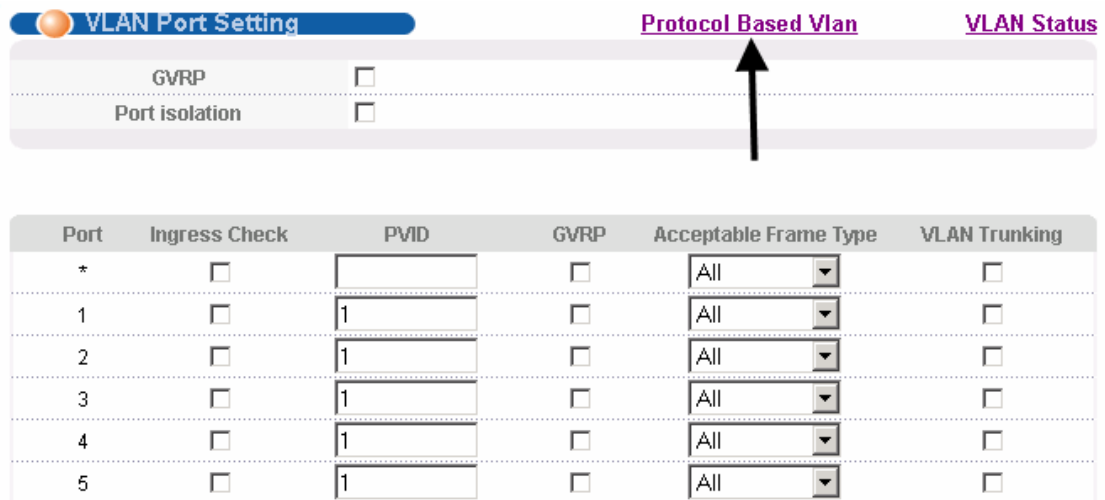 VLAN Port Setting Protocol Based Vlan VLAN Status
GVRP
Port isolation
Port Ingress Check PVID GVRP Acceptable Frame Type VLAN Trunking
* All
1 1 All
2 1 All
3 1 All
4 1 All
5 1 All